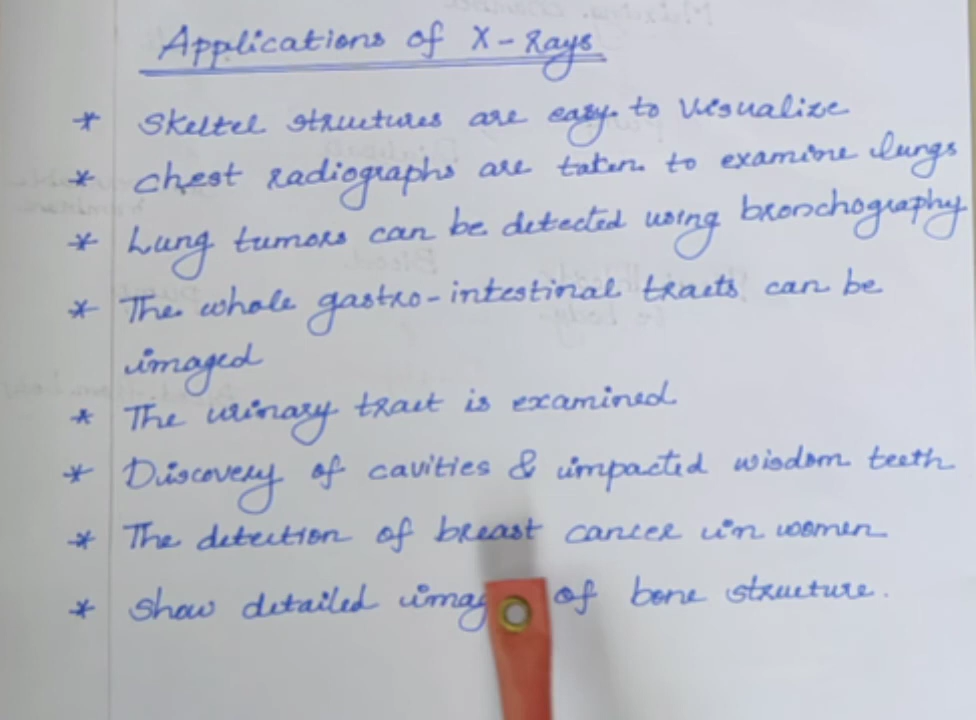 Applications of X-Rays
* Skeltel structures are easy to visualize
* chest radiographs are taken to examine lungs
* Lung tumors can be detected using bronchography
* The whole gastro-intestinal tracts can be
imaged
* The urinary tract is examined
* Discovery of cavities & impacted wisdom teeth
* The detection of breast cancer in women
* Show detailed imag of bone structure.